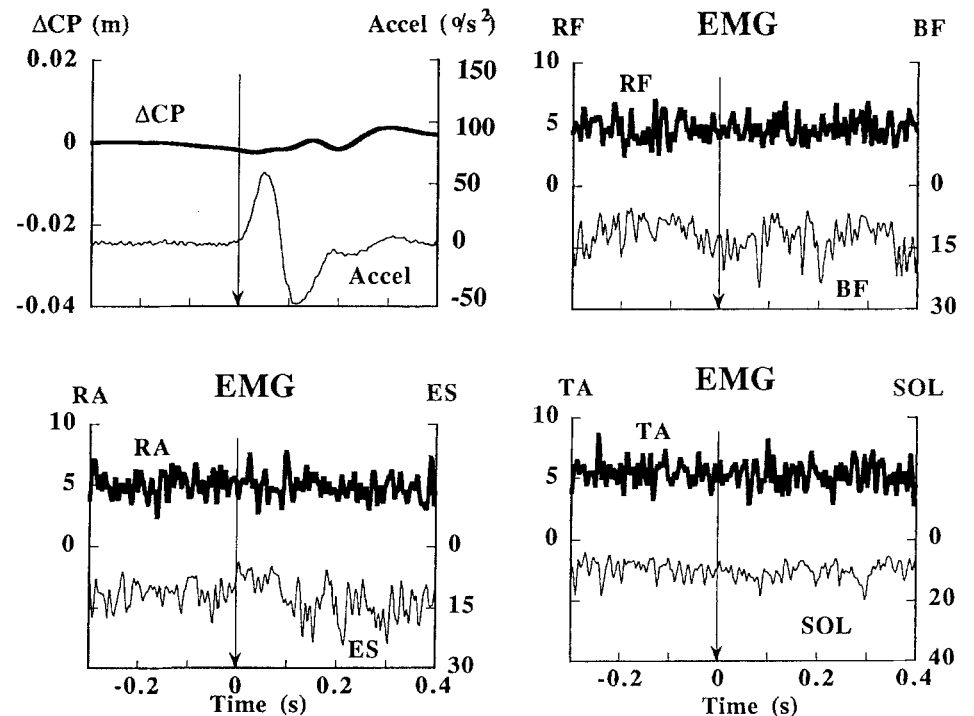 ΔCP (m) Accel (º/s²)
0.02 150
ΔCP 100
0
50
-0.02 0
Accel
-0.04 -50
RF EMG BF
10
RF
5
0 0
15
BF
30
RA EMG ES
10
RA
5
0 0
15
ES
30
-0.2 0 0.2 0.4
Time (s)
TA EMG SOL
10
TA
5
0 0
20
SOL
40
-0.2 0 0.2 0.4
Time (s)